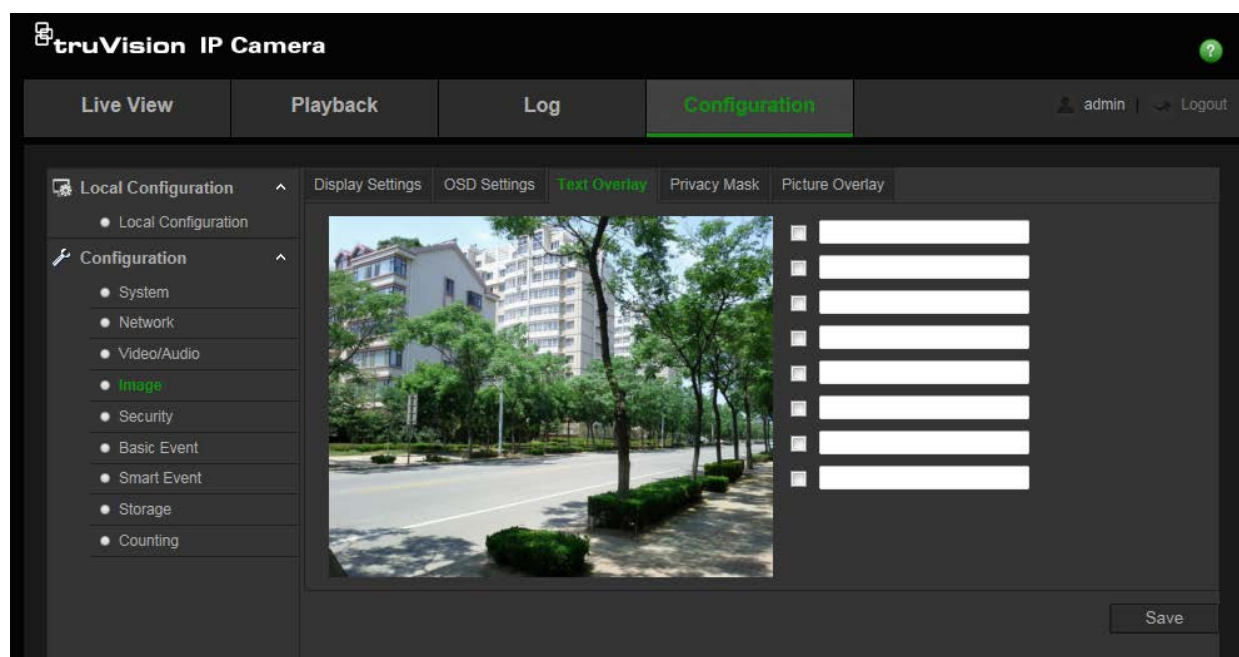 truVision IP Camera
?
Live View Playback Log Configuration admin | Logout
Local Configuration
Local Configuration
Configuration
System
Network
Video/Audio
Image
Security
Basic Event
Smart Event
Storage
Counting
Display Settings OSD Settings Text Overlay Privacy Mask Picture Overlay
Save